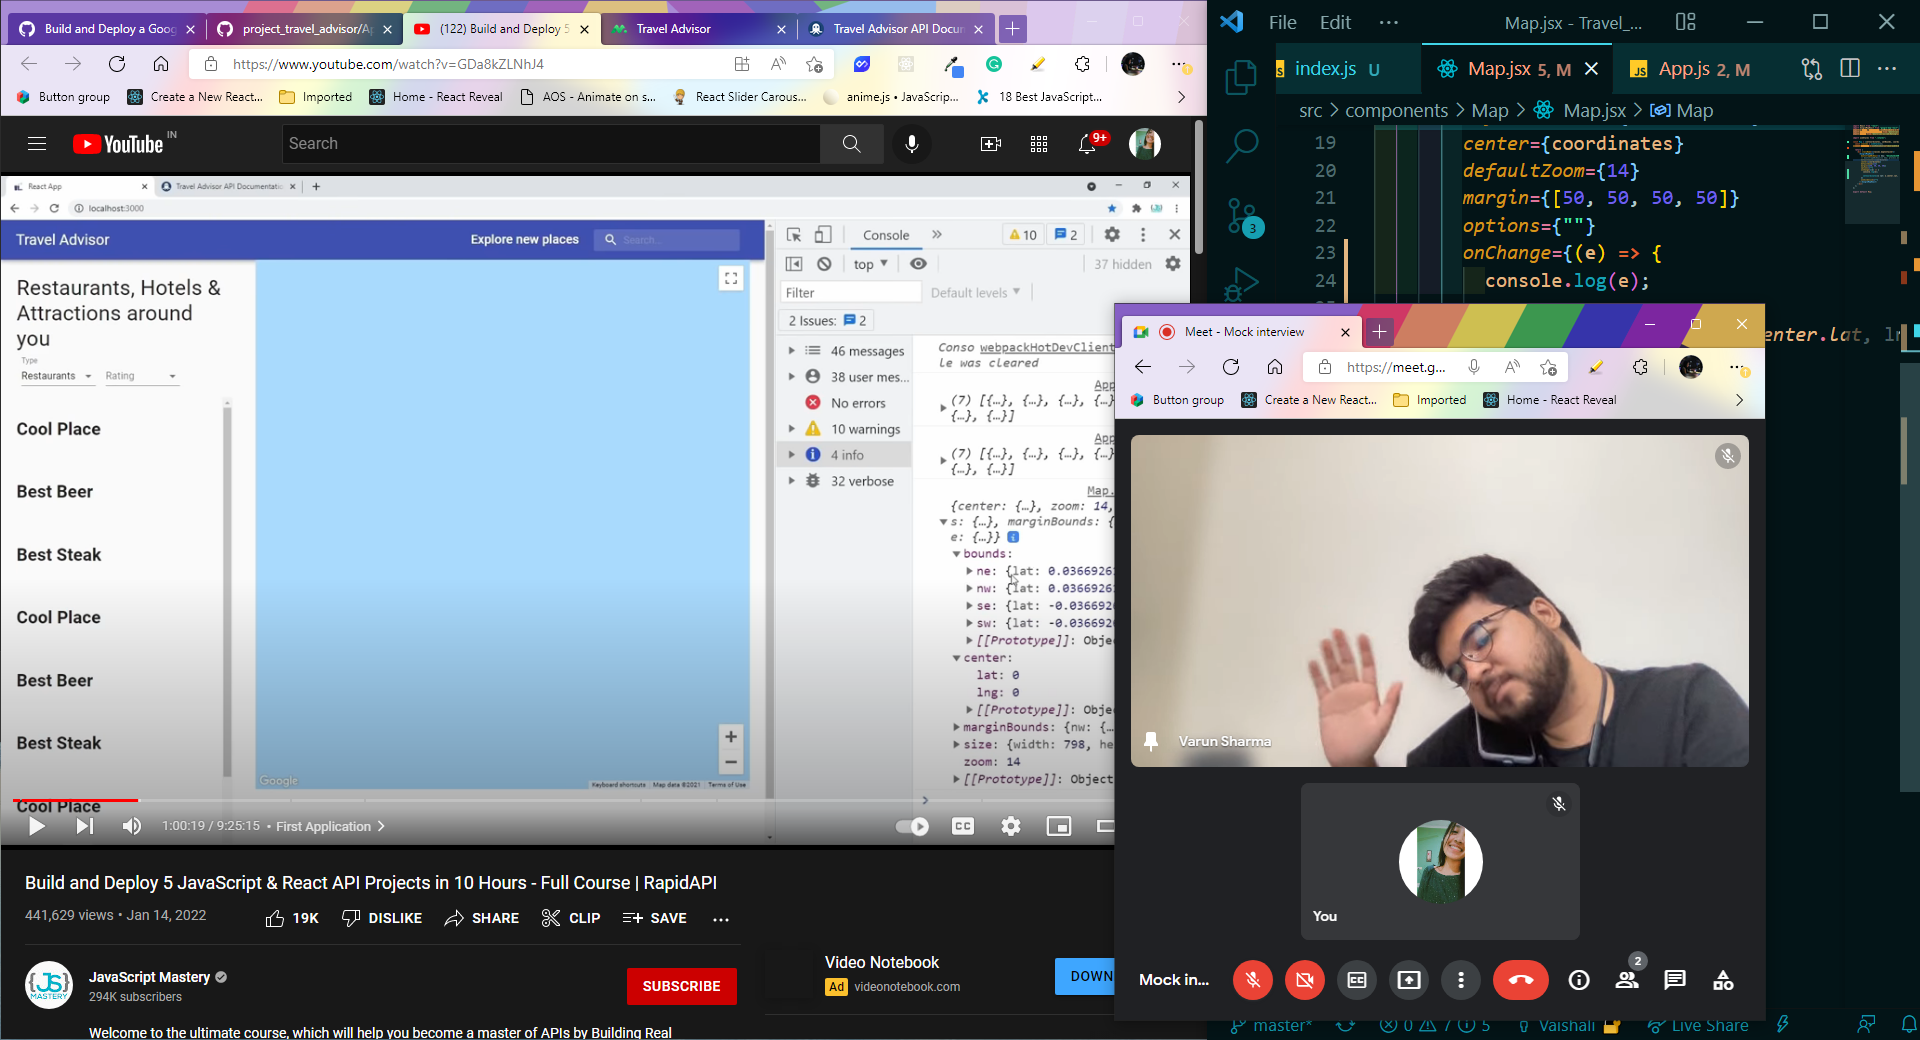 Build and Deploy a Goog
project_travel_advisor/Ap
(122) Build and Deploy 5
Travel Advisor
Travel Advisor API Docum
https://www.youtube.com/watch?v=GDa8kZLNhJ4
Button group
Create a New React...
Imported
Home - React Reveal
AOS - Animate on s...
React Slider Carous...
anime.js • JavaScrip...
18 Best JavaScript...
YouTube IN
Search
9+
React App
Travel Advisor API Documentatio
localhost:3000
Travel Advisor
Explore new places
Search...
Restaurants, Hotels &
Attractions around
you
Type
Restaurants
Rating
Cool Place
Best Beer
Best Steak
Cool Place
Best Beer
Best Steak
Cool Place
Google
Keyboard shortcuts
Map data ©2021
Terms of Use
Console
10
2
top
37 hidden
Filter
Default levels
2 Issues: 2
46 messages
38 user mes...
No errors
10 warnings
4 info
32 verbose
Conso webpackHotDevClient
le was cleared
App
(7) [{…}, {…}, {…}, {…}
{…}, {…}]
App
(7) [{…}, {…}, {…}, {…}
{…}, {…}]
Map.
{center: {…}, zoom: 14,
s: {…}, marginBounds: {
e: {…}}
bounds:
ne: {lat: 0.0366926
nw: {lat: 0.0366926
se: {lat: -0.036692
sw: {lat: -0.036692
[[Prototype]]: Obje
center:
lat: 0
lng: 0
[[Prototype]]: Obje
marginBounds: {nw: {…
size: {width: 798, he
zoom: 14
[[Prototype]]: Object
1:00:19 / 9:25:15 • First Application
CC
Build and Deploy 5 JavaScript & React API Projects in 10 Hours - Full Course | RapidAPI
441,629 views • Jan 14, 2022
19K
DISLIKE
SHARE
CLIP
SAVE
JS
MASTERY
JavaScript Mastery
294K subscribers
SUBSCRIBE
Welcome to the ultimate course, which will help you become a master of APIs by Building Real
Video Notebook
Ad videonotebook.com
DOWN
File
Edit
Map.jsx - Travel_...
index.js U
Map.jsx 5, M
App.js 2, M
src > components > Map > Map.jsx > Map
19 center={coordinates}
20 defaultZoom={14}
21 margin={[50, 50, 50, 50]}
22 options={""}
23 onChange={(e) => {
24 console.log(e);
enter.lat, ln
3
Meet - Mock interview
https://meet.g...
Button group
Create a New React...
Imported
Home - React Reveal
Varun Sharma
You
Mock in...
2
master*
0 7 5
Vaishali
Live Share